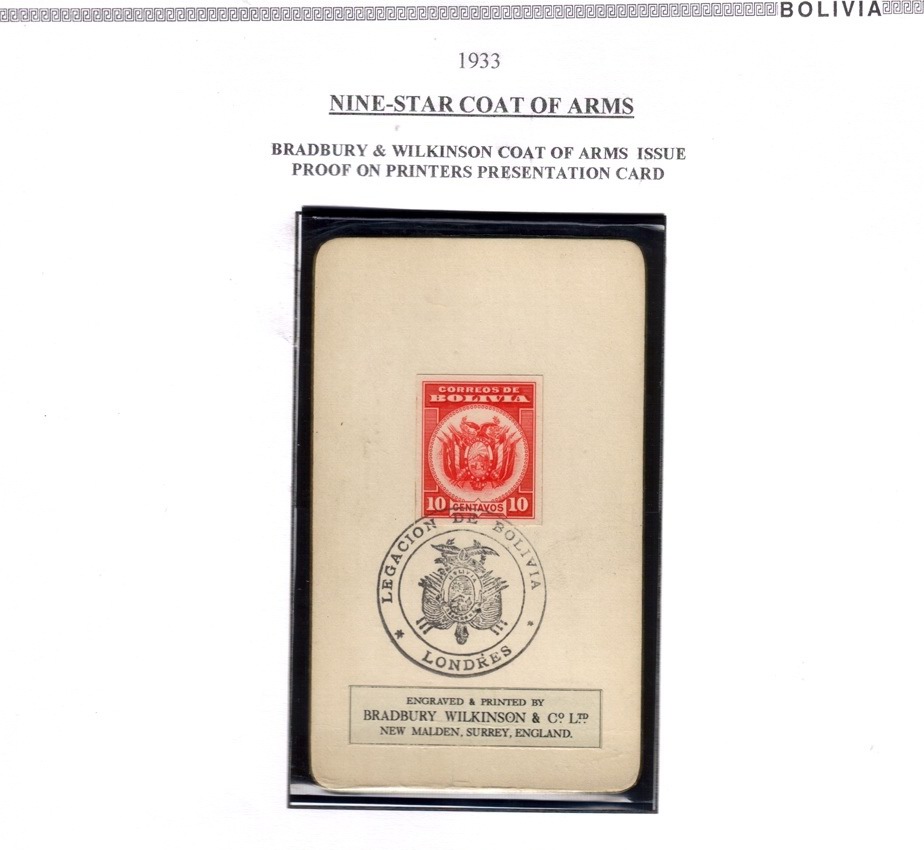 BOLIVIA
1933
NINE-STAR COAT OF ARMS
BRADBURY & WILKINSON COAT OF ARMS ISSUE
PROOF ON PRINTERS PRESENTATION CARD
CORREOS DE
BOLIVIA
10 CENTAVOS 10
LEGACION DE BOLIVIA
BOLIVIA
* LONDRES *
ENGRAVED & PRINTED BY
BRADBURY WILKINSON & Cº LTD
NEW MALDEN, SURREY, ENGLAND.